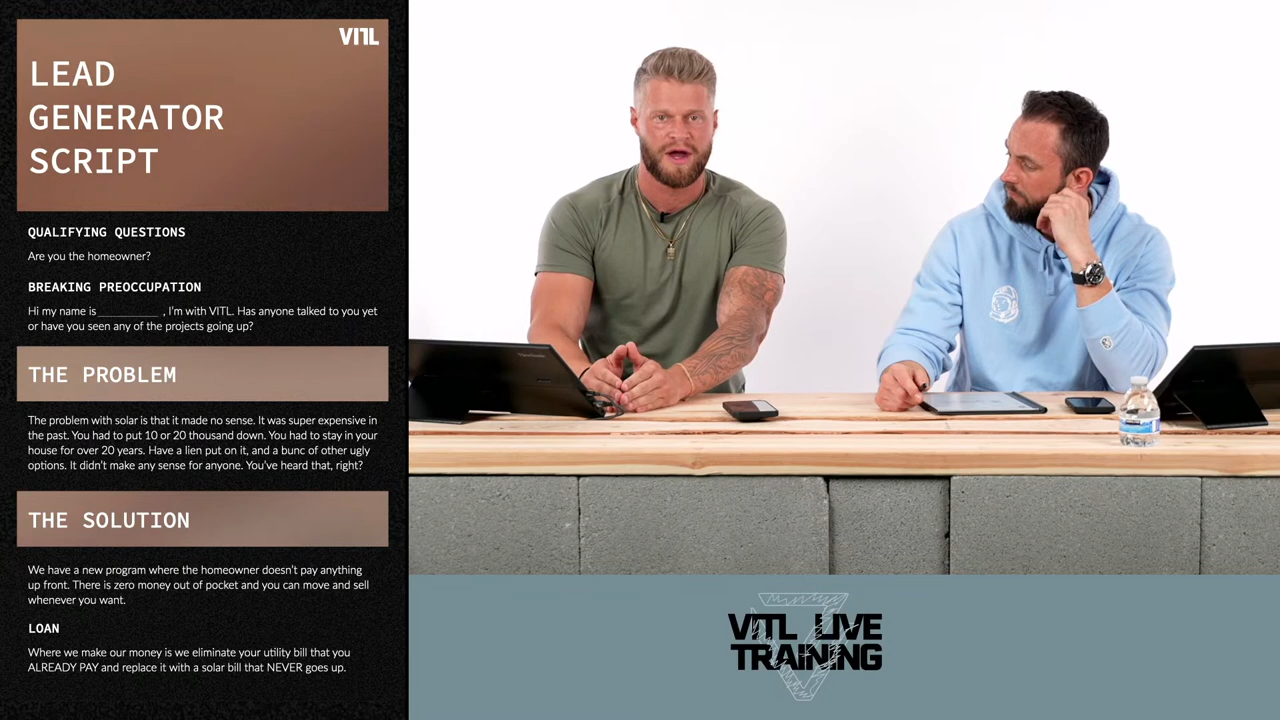 VITL
LEAD
GENERATOR
SCRIPT
QUALIFYING QUESTIONS
Are you the homeowner?
BREAKING PREOCCUPATION
Hi my name is __________ , I'm with VITL. Has anyone talked to you yet
or have you seen any of the projects going up?
THE PROBLEM
The problem with solar is that it made no sense. It was super expensive in
the past. You had to put 10 or 20 thousand down. You had to stay in your
house for over 20 years. Have a lien put on it, and a bunc of other ugly
options. It didn't make any sense for anyone. You've heard that, right?
THE SOLUTION
We have a new program where the homeowner doesn't pay anything
up front. There is zero money out of pocket and you can move and sell
whenever you want.
LOAN
Where we make our money is we eliminate your utility bill that you
ALREADY PAY and replace it with a solar bill that NEVER goes up.
VITL LIVE
TRAINING